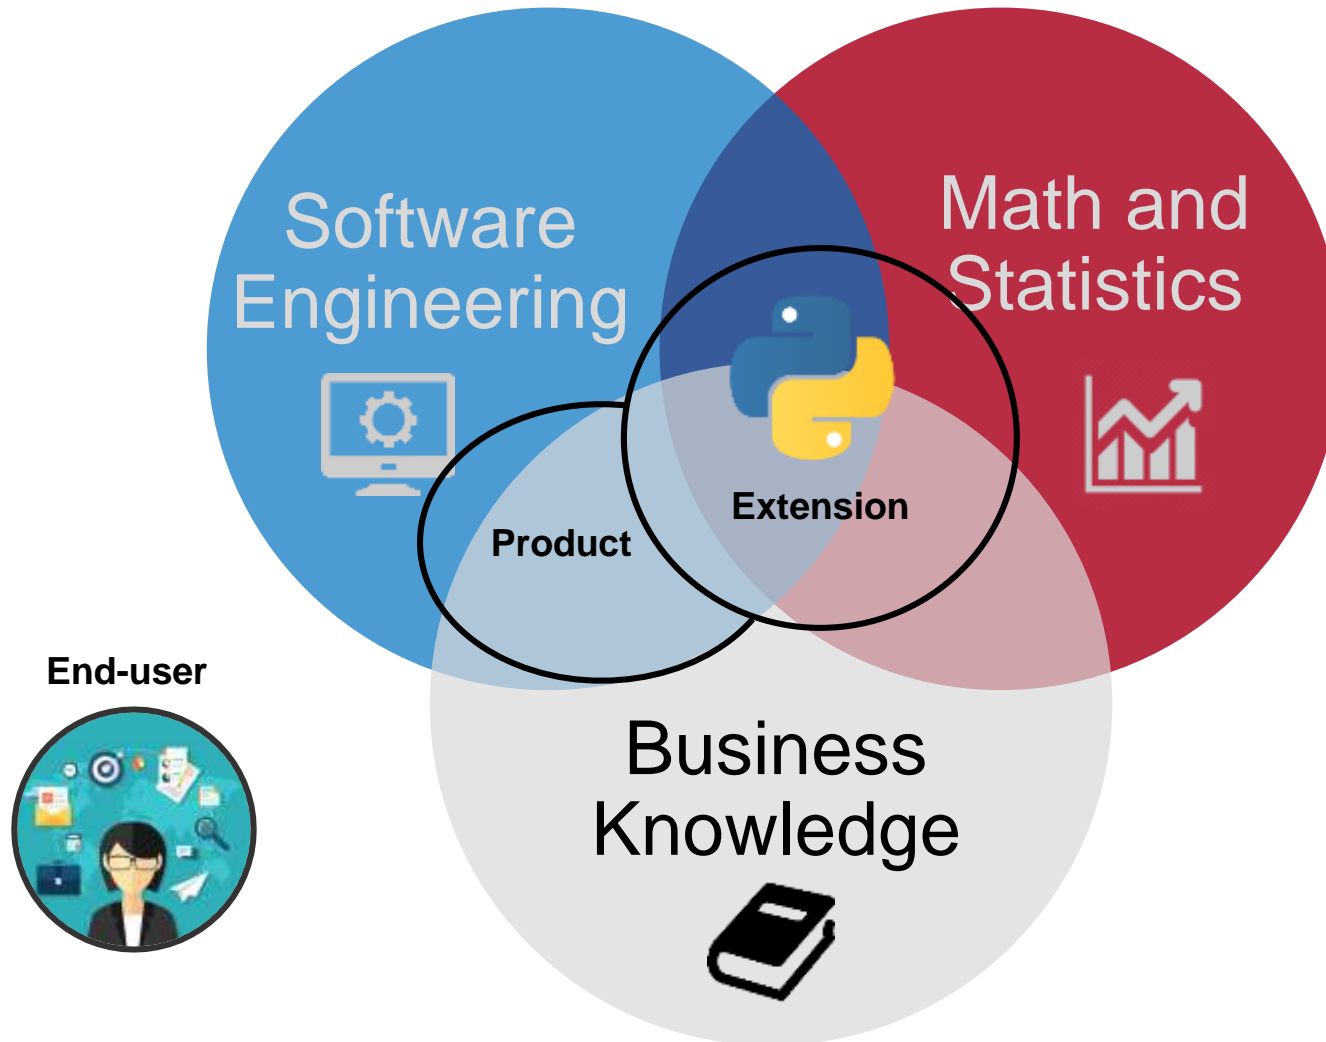 Software
Engineering
Math and
Statistics
Extension
Product
End-user
Business
Knowledge